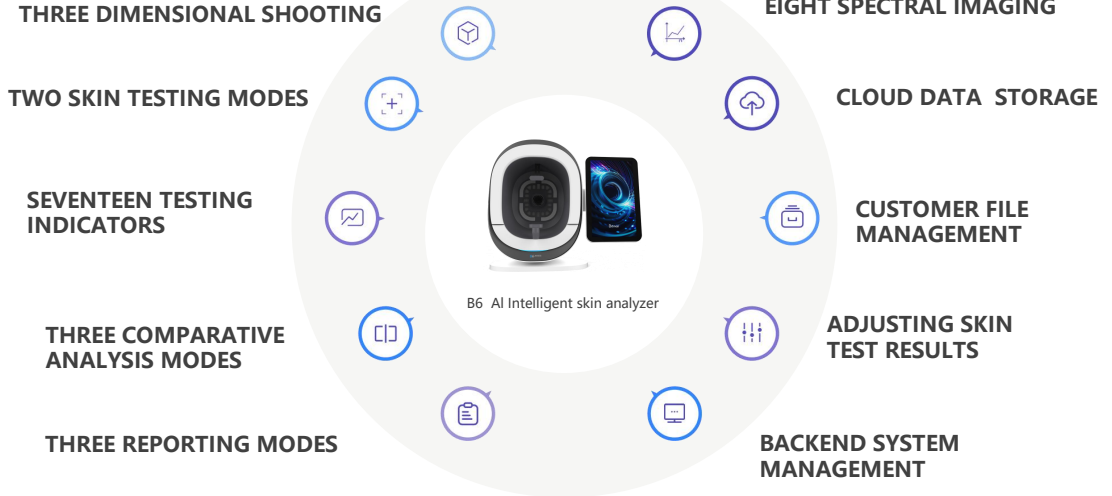 THREE DIMENSIONAL SHOOTING
EIGHT SPECTRAL IMAGING
TWO SKIN TESTING MODES
CLOUD DATA STORAGE
SEVENTEEN TESTING
INDICATORS
CUSTOMER FILE
MANAGEMENT
B6 AI Intelligent skin analyzer
THREE COMPARATIVE
ANALYSIS MODES
ADJUSTING SKIN
TEST RESULTS
THREE REPORTING MODES
BACKEND SYSTEM
MANAGEMENT